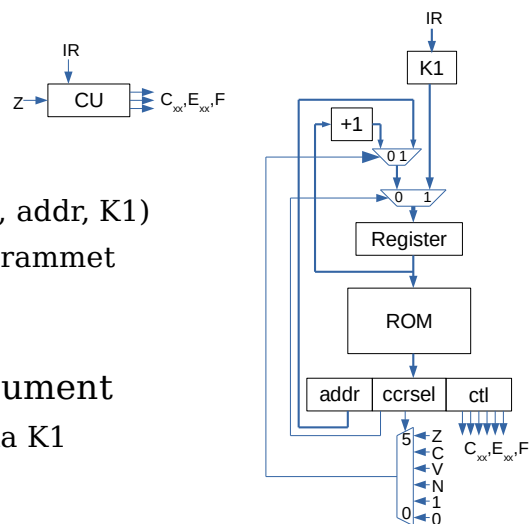 IR
Z
CU
Cxx,Exx,F
, addr, K1)
rammet
ument
a K1
IR
K1
+1
0 1
0 1
Register
ROM
addr ccrsel ctl
5
Z
C
V
N
1
0
0
Cxx,Exx,F